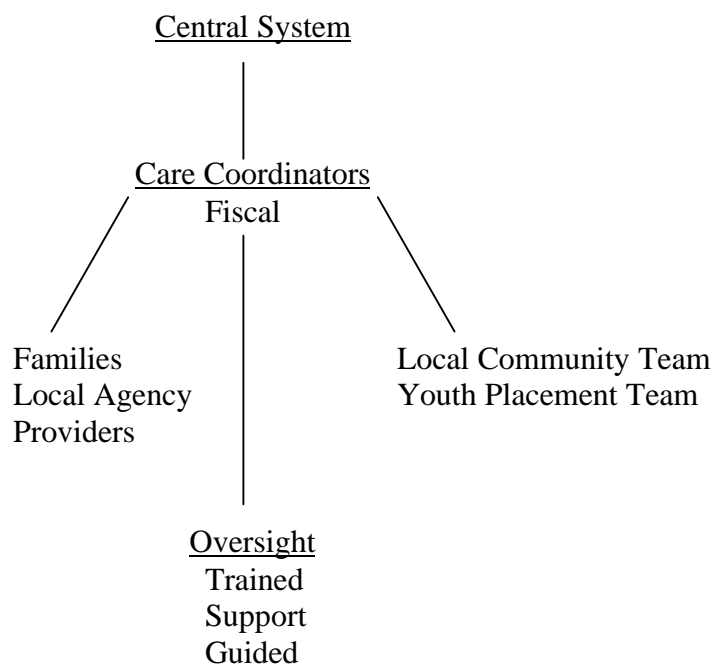 Central System
Care Coordinators
Fiscal
Families
Local Agency
Providers
Local Community Team
Youth Placement Team
Oversight
Trained
Support
Guided